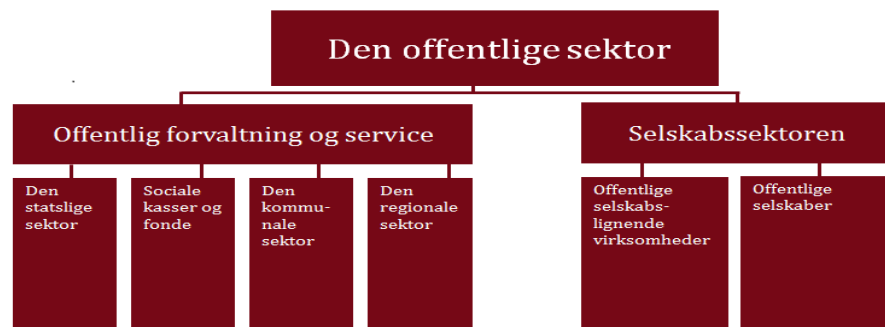 Den offentlige sektor
Offentlig forvaltning og service
Selskabssektoren
Den
statslige
sektor
Sociale
kasser og
fonde
Den
kommu-
nale
sektor
Den
regionale
sektor
Offentlige
selskabs-
lignende
virksomheder
Offentlige
selskaber